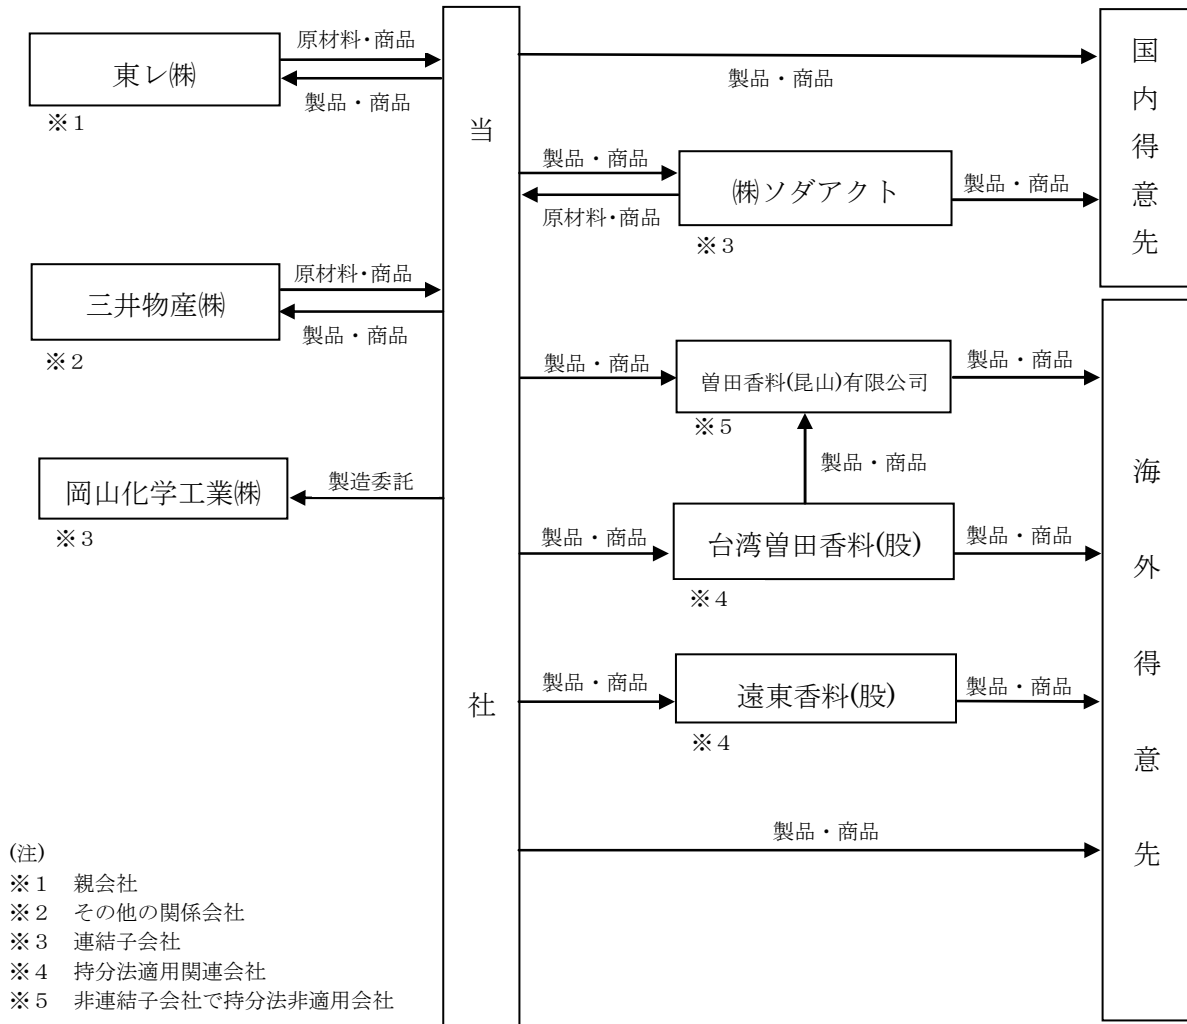 東レ㈱
※1
原材料・商品
製品・商品
三井物産㈱
※2
原材料・商品
製品・商品
岡山化学工業㈱
※3
製造委託
当社
製品・商品
製品・商品
原材料・商品
㈱ソダアクト
※3
製品・商品
国内得意先
製品・商品
曽田香料(昆山)有限公司
※5
製品・商品
製品・商品
製品・商品
台湾曽田香料(股)
※4
製品・商品
製品・商品
遠東香料(股)
※4
製品・商品
製品・商品
海外得意先
(注)
※1 親会社
※2 その他の関係会社
※3 連結子会社
※4 持分法適用関連会社
※5 非連結子会社で持分法非適用会社